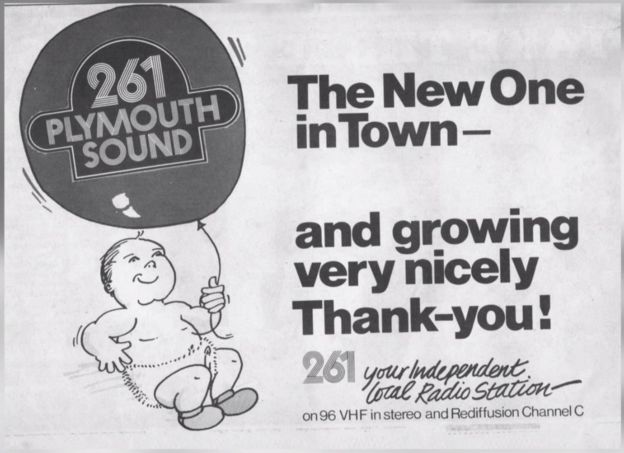 261
PLYMOUTH
SOUND
The New One
in Town—
and growing
very nicely
Thank-you!
261 your Independent
local Radio Station
on 96 VHF in stereo and Rediffusion Channel C